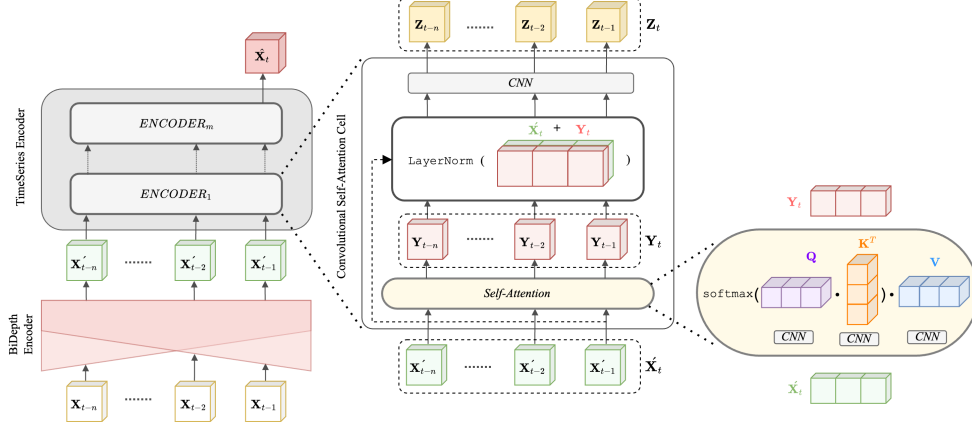 X̂_t
TimeSeries Encoder
ENCODER_m
ENCODER_1
X′_{t−n} ....... X′_{t−2} X′_{t−1}
BiDepth
Encoder
X_{t−n} ....... X_{t−2} X_{t−1}
Z_{t−n} ....... Z_{t−2} Z_{t−1} Z_t
Convolutional Self-Attention Cell
CNN
X́_t + Y_t
LayerNorm ( )
Y_{t−n} ....... Y_{t−2} Y_{t−1} Y_t
Self-Attention
X′_{t−n} ....... X′_{t−2} X′_{t−1} X́_t
Y_t
Q K^T V
softmax( · ) ·
CNN CNN CNN
X́_t